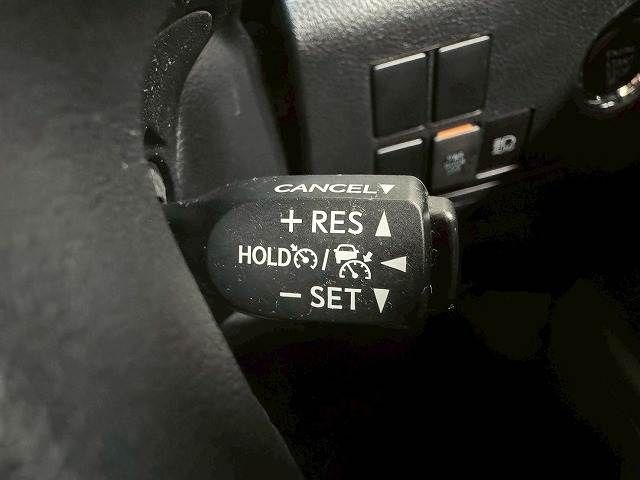 CANCEL▼
+ RES ▲
HOLD / ◀
− SET ▼